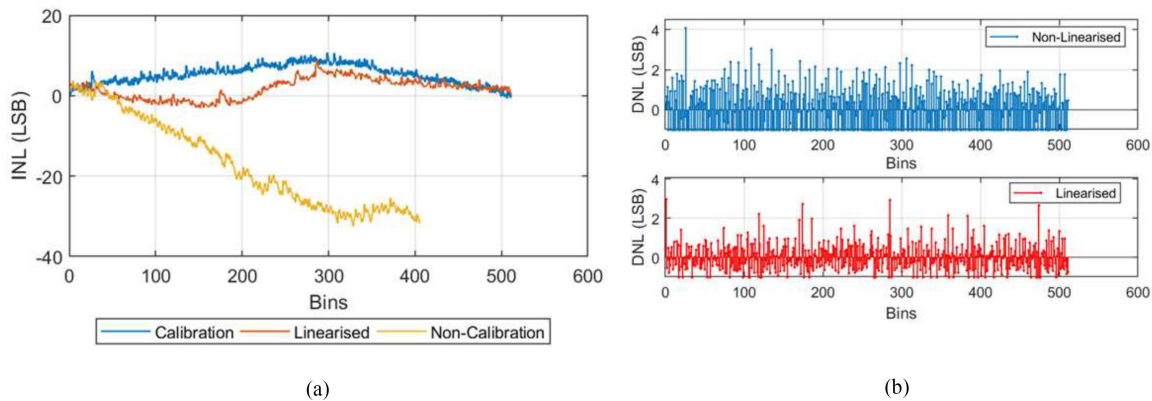 20
0
-20
-40
INL (LSB)
0 100 200 300 400 500 600
Bins
Calibration Linearised Non-Calibration
(a)
4
2
0
DNL (LSB)
Non-Linearised
0 100 200 300 400 500 600
Bins
4
2
0
DNL (LSB)
Linearised
0 100 200 300 400 500 600
Bins
(b)